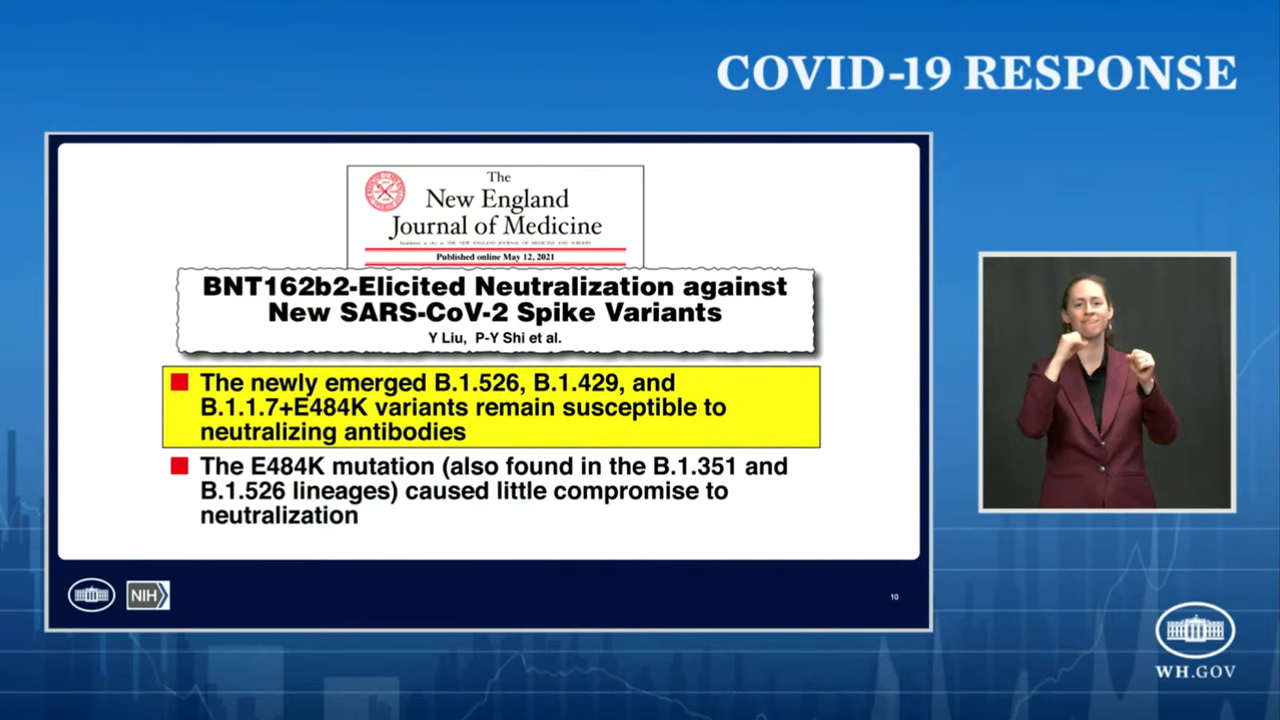 COVID-19 RESPONSE
The
New England
Journal of Medicine
Published online May 12, 2021
BNT162b2-Elicited Neutralization against
New SARS-CoV-2 Spike Variants
Y Liu, P-Y Shi et al.
The newly emerged B.1.526, B.1.429, and
B.1.1.7+E484K variants remain susceptible to
neutralizing antibodies
The E484K mutation (also found in the B.1.351 and
B.1.526 lineages) caused little compromise to
neutralization
NIH
10
WH.GOV